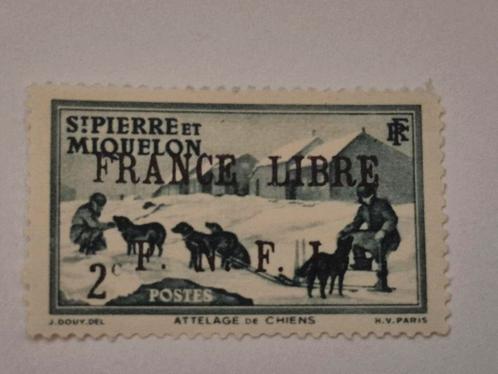 ST PIERRE ET
MIQUELON
RF
FRANCE LIBRE
F. N. F. L.
2c
POSTES
J. DOUY. DEL
ATTELAGE DE CHIENS
H.V. PARIS